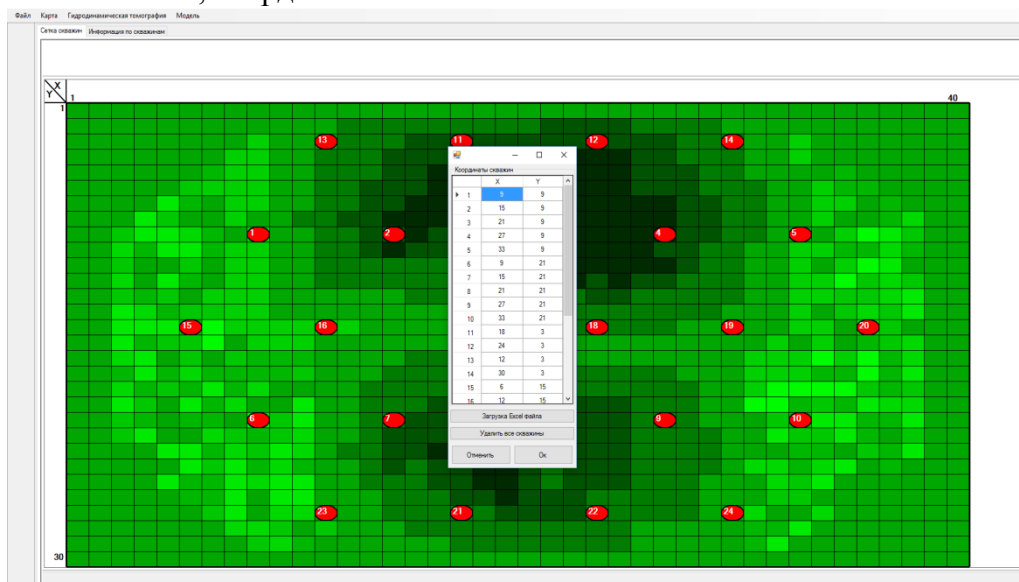 Файл Карта Гидродинамическая томография Модель
Сетка скважин Информация по скважинам
X
Y 1 40
1
13 11 12 14
Координаты скважин
X Y
1 9 9
2 15 9
3 21 9
4 27 9
5 33 9
6 9 21
7 15 21
8 21 21
9 27 21
10 33 21
11 18 3
12 24 3
13 12 3
14 30 3
15 6 15
16 12 15
Загрузка Excel файла
Удалить все скважины
Отменить Ок
1 2 4 5
15 16 18 19 20
6 7 9 10
23 21 22 24
30